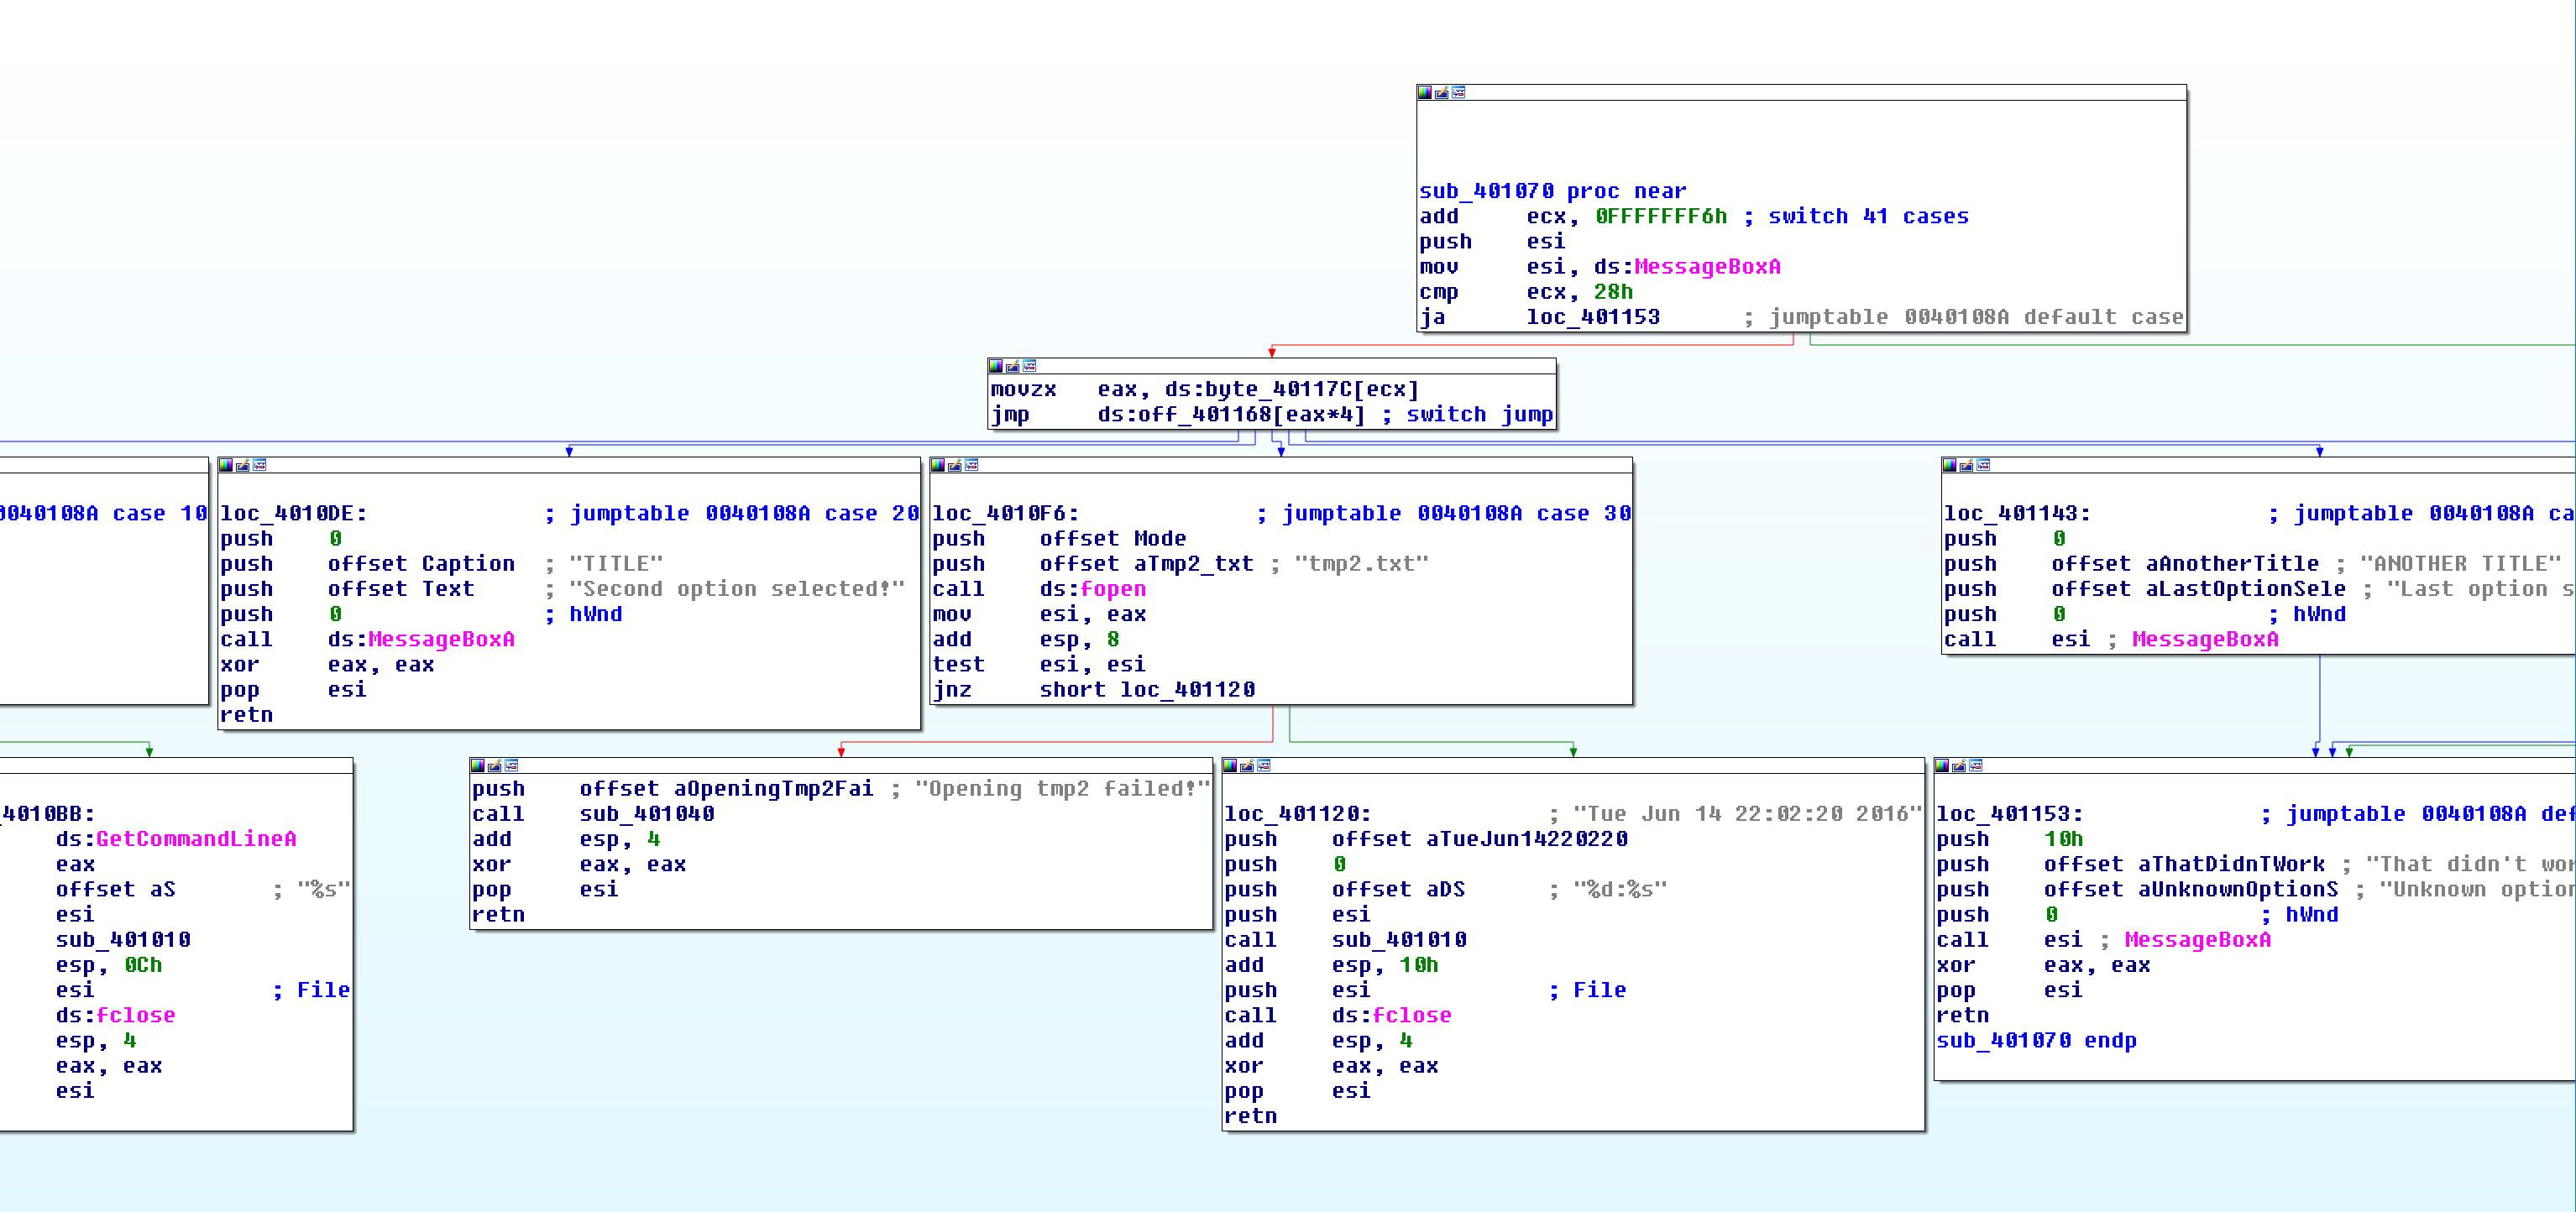 sub_401070 proc near
add ecx, 0FFFFFFF6h ; switch 41 cases
push esi
mov esi, ds:MessageBoxA
cmp ecx, 28h
ja loc_401153 ; jumptable 0040108A default case
movzx eax, ds:byte_40117C[ecx]
jmp ds:off_401168[eax*4] ; switch jump
0040108A case 10
loc_4010DE: ; jumptable 0040108A case 20
push 0
push offset Caption ; "TITLE"
push offset Text ; "Second option selected!"
push 0 ; hWnd
call ds:MessageBoxA
xor eax, eax
pop esi
retn
loc_4010F6: ; jumptable 0040108A case 30
push offset Mode
push offset aTmp2_txt ; "tmp2.txt"
call ds:fopen
mov esi, eax
add esp, 8
test esi, esi
jnz short loc_401120
loc_401143: ; jumptable 0040108A ca
push 0
push offset aAnotherTitle ; "ANOTHER TITLE"
push offset aLastOptionSele ; "Last option s
push 0 ; hWnd
call esi ; MessageBoxA
_4010BB:
ds:GetCommandLineA
eax
offset aS ; "%s"
esi
sub_401010
esp, 0Ch
esi ; File
ds:fclose
esp, 4
eax, eax
esi
push offset aOpeningTmp2Fai ; "Opening tmp2 failed!"
call sub_401040
add esp, 4
xor eax, eax
pop esi
retn
loc_401120: ; "Tue Jun 14 22:02:20 2016"
push offset aTueJun14220220
push 0
push offset aDS ; "%d:%s"
push esi
call sub_401010
add esp, 10h
push esi ; File
call ds:fclose
add esp, 4
xor eax, eax
pop esi
retn
loc_401153: ; jumptable 0040108A def
push 10h
push offset aThatDidnTWork ; "That didn't wor
push offset aUnknownOptionS ; "Unknown option
push 0 ; hWnd
call esi ; MessageBoxA
xor eax, eax
pop esi
retn
sub_401070 endp